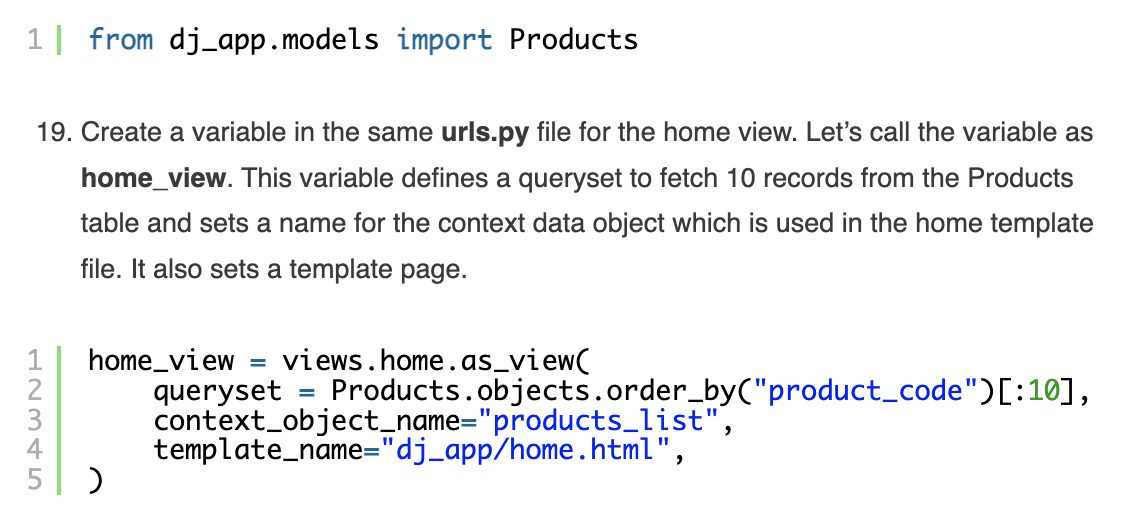 1 from dj_app.models import Products
19. Create a variable in the same urls.py file for the home view. Let’s call the variable as
home_view. This variable defines a queryset to fetch 10 records from the Products
table and sets a name for the context data object which is used in the home template
file. It also sets a template page.
1 home_view = views.home.as_view(
2     queryset = Products.objects.order_by("product_code")[:10],
3     context_object_name="products_list",
4     template_name="dj_app/home.html",
5 )